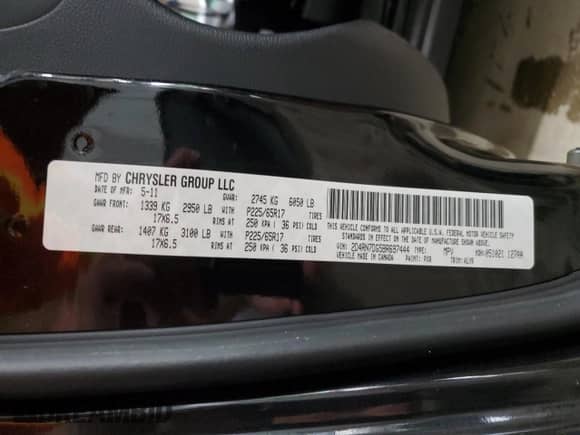 MFD BY CHRYSLER GROUP LLC
DATE OF MFR: 5-11 GVWR: 2745 KG 6050 LB
GAWR FRONT: 1339 KG 2950 LB WITH P225/65R17 TIRES
17X6.5 RIMS AT 250 KPA ( 36 PSI) COLD
GAWR REAR: 1407 KG 3100 LB WITH P225/65R17 TIRES
17X6.5 RIMS AT 250 KPA ( 36 PSI) COLD
THIS VEHICLE CONFORMS TO ALL APPLICABLE U.S.A. FEDERAL MOTOR VEHICLE SAFETY
STANDARDS IN EFFECT ON THE DATE OF MANUFACTURE SHOWN ABOVE.
VIN: TYPE: MPV
VEHICLE MADE IN CANADA PAINT: PXR TRIM: